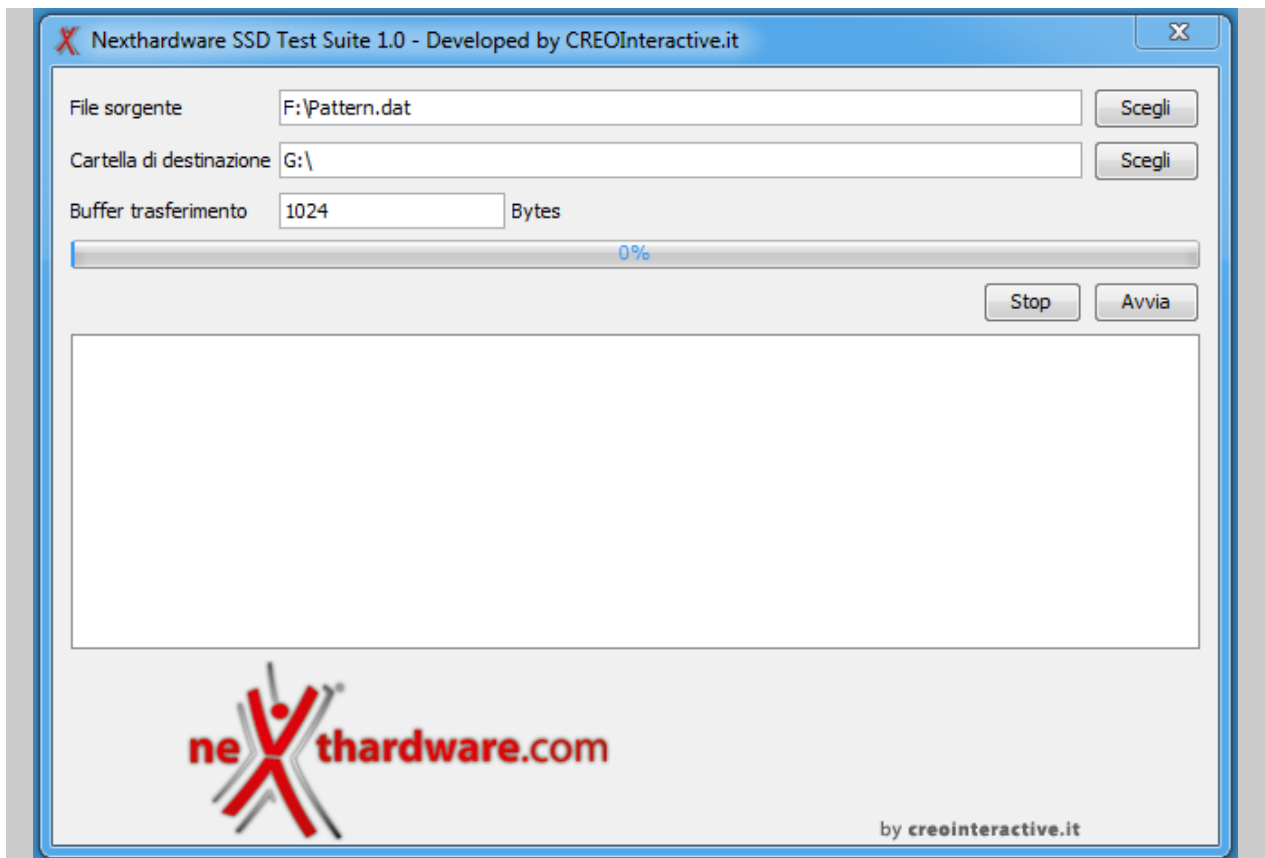 Nexthardware SSD Test Suite 1.0 - Developed by CREOInteractive.it
File sorgente F:\Pattern.dat Scegli
Cartella di destinazione G:\ Scegli
Buffer trasferimento 1024 Bytes
0%
Stop Avvia
nexthardware.com
by creointeractive.it